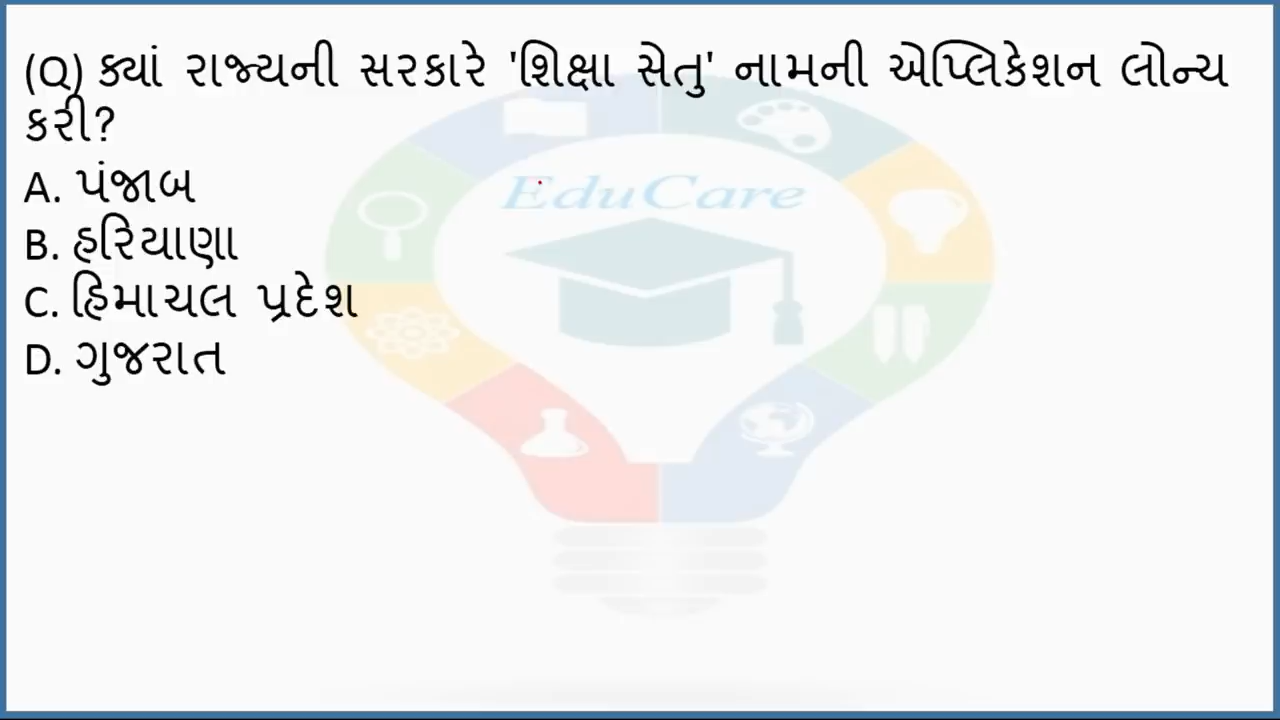 (Q) ક્યાં રાજ્યની સરકારે 'શિક્ષા સેતુ' નામની એપ્લિકેશન લોન્ચ
કરી?
A. પંજાબ
B. હરિયાણા
C. હિમાચલ પ્રદેશ
D. ગુજરાત
EduCare